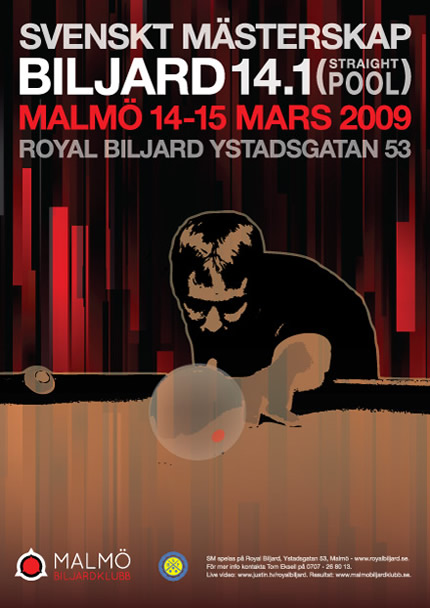 SVENSKT MÄSTERSKAP
BILJARD 14.1 (STRAIGHT POOL)
MALMÖ 14-15 MARS 2009
ROYAL BILJARD YSTADSGATAN 53
MALMÖ
BILJARDKLUBB
SM spelas på Royal Biljard, Ystadsgatan 53, Malmö - www.royalbiljard.se.
För mer info kontakta Tom Eksell på 0707 - 26 80 13.
Live video: www.justin.tv/royalbiljard. Resultat: www.malmobiljardklubb.se.